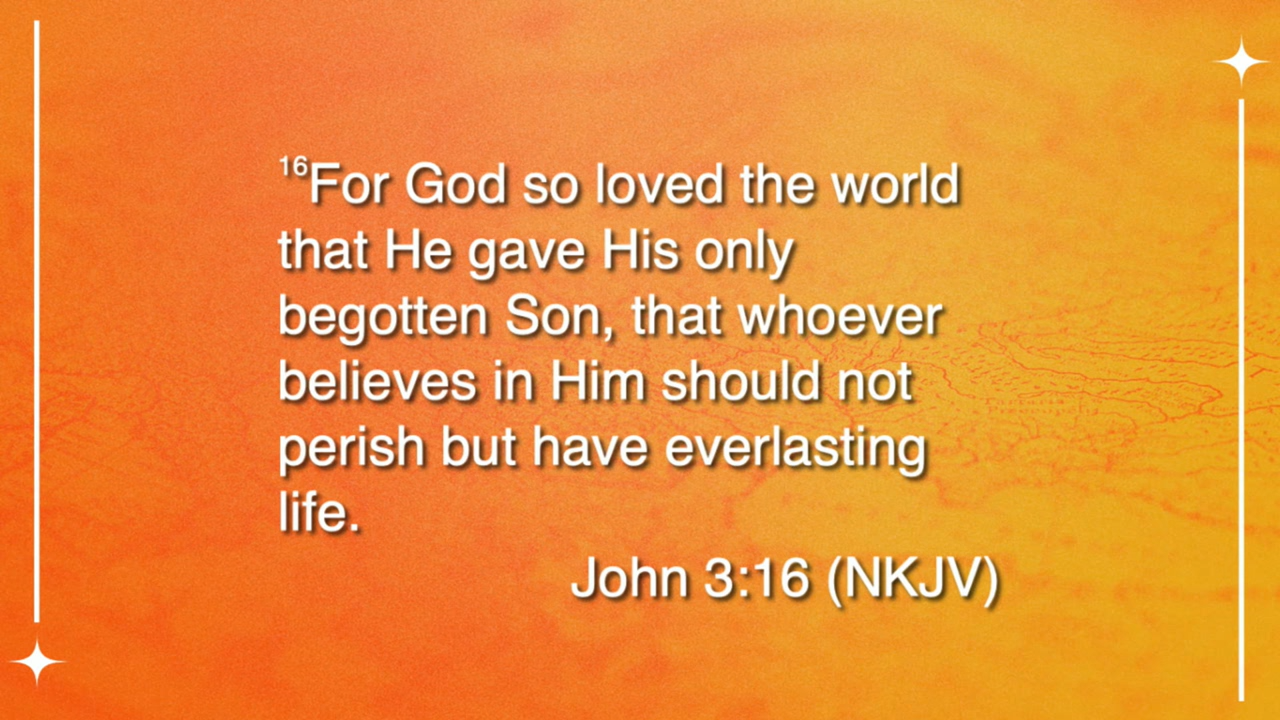 16For God so loved the world
that He gave His only
begotten Son, that whoever
believes in Him should not
perish but have everlasting
life.
John 3:16 (NKJV)